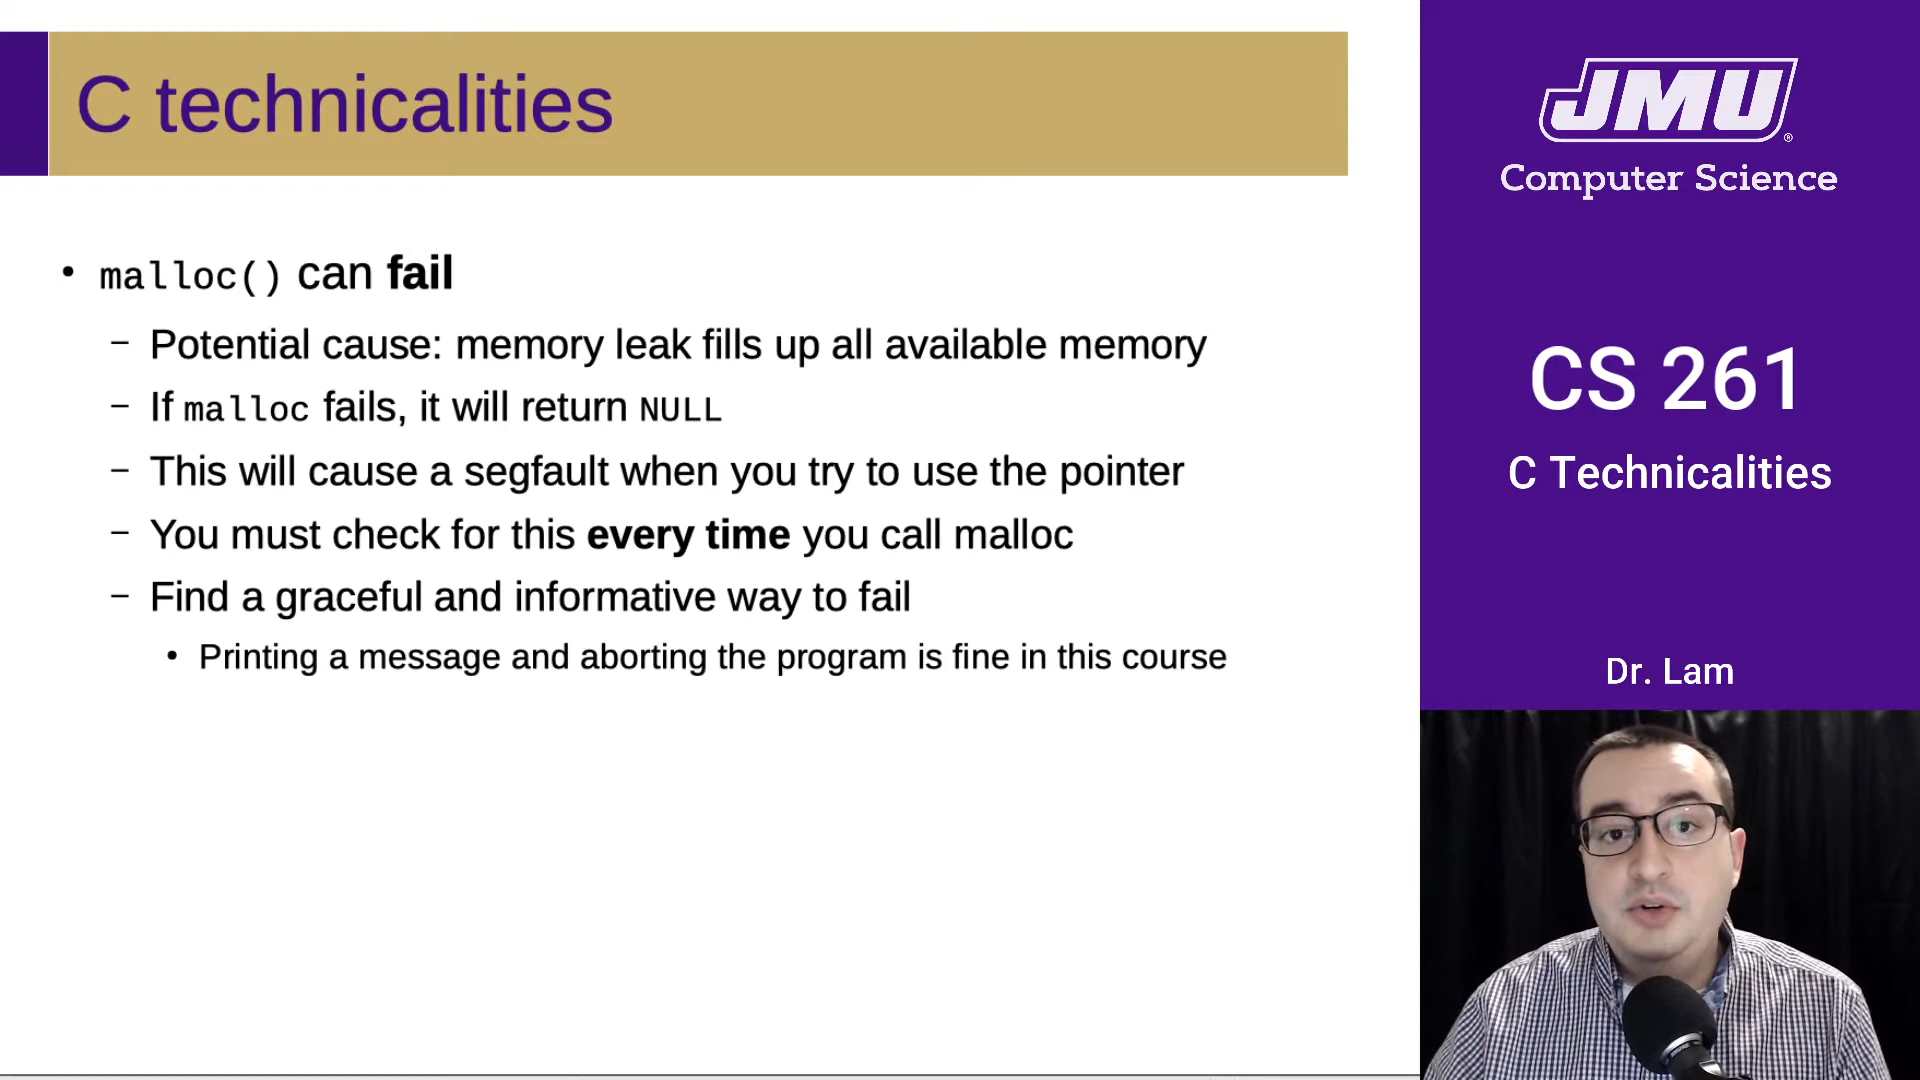 C technicalities
• malloc() can fail
– Potential cause: memory leak fills up all available memory
– If malloc fails, it will return NULL
– This will cause a segfault when you try to use the pointer
– You must check for this every time you call malloc
– Find a graceful and informative way to fail
• Printing a message and aborting the program is fine in this course
JMU®
Computer Science
CS 261
C Technicalities
Dr. Lam